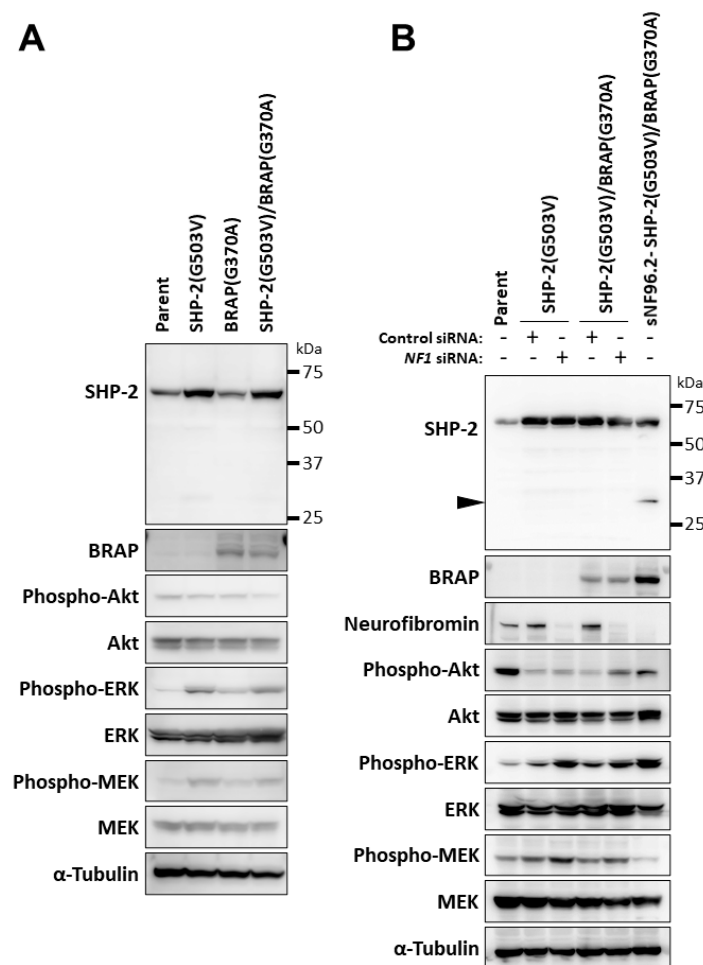 A
Parent
SHP-2(G503V)
BRAP(G370A)
SHP-2(G503V)/BRAP(G370A)
kDa
SHP-2
75
50
37
25
BRAP
Phospho-Akt
Akt
Phospho-ERK
ERK
Phospho-MEK
MEK
α-Tubulin
B
Parent
SHP-2(G503V)
SHP-2(G503V)/BRAP(G370A)
sNF96.2- SHP-2(G503V)/BRAP(G370A)
Control siRNA: - + - + - -
NF1 siRNA: - - + - + -
kDa
SHP-2
75
50
37
25
BRAP
Neurofibromin
Phospho-Akt
Akt
Phospho-ERK
ERK
Phospho-MEK
MEK
α-Tubulin